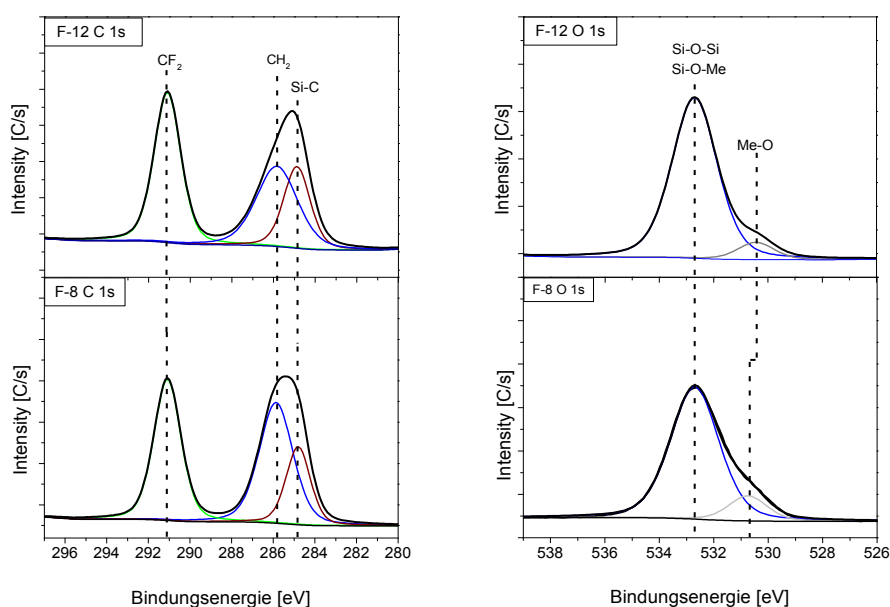 F-12 C 1s
CF2
CH2
Si-C
Intensity [C/s]
F-8 C 1s
Intensity [C/s]
296 294 292 290 288 286 284 282 280
Bindungsenergie [eV]
F-12 O 1s
Si-O-Si
Si-O-Me
Me-O
Intensity [C/s]
F-8 O 1s
Intensity [C/s]
538 536 534 532 530 528 526
Bindungsenergie [eV]